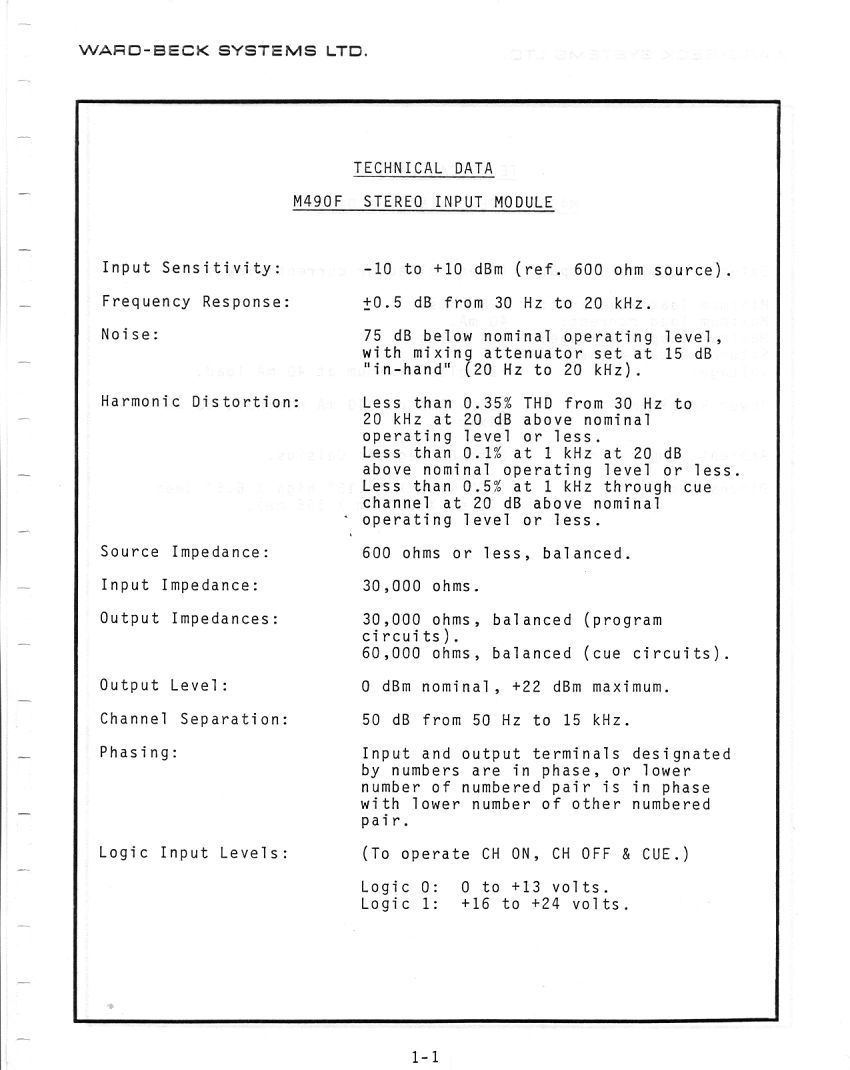 WARD-BECK SYSTEMS LTD.
TECHNICAL DATA
M490F STEREO INPUT MODULE
Input Sensitivity: -10 to +10 dBm (ref. 600 ohm source).
Frequency Response: ±0.5 dB from 30 Hz to 20 kHz.
Noise: 75 dB below nominal operating level,
with mixing attenuator set at 15 dB
"in-hand" (20 Hz to 20 kHz).
Harmonic Distortion: Less than 0.35% THD from 30 Hz to
20 kHz at 20 dB above nominal
operating level or less.
Less than 0.1% at 1 kHz at 20 dB
above nominal operating level or less.
Less than 0.5% at 1 kHz through cue
channel at 20 dB above nominal
operating level or less.
Source Impedance: 600 ohms or less, balanced.
Input Impedance: 30,000 ohms.
Output Impedances: 30,000 ohms, balanced (program
circuits).
60,000 ohms, balanced (cue circuits).
Output Level: 0 dBm nominal, +22 dBm maximum.
Channel Separation: 50 dB from 50 Hz to 15 kHz.
Phasing: Input and output terminals designated
by numbers are in phase, or lower
number of numbered pair is in phase
with lower number of other numbered
pair.
Logic Input Levels: (To operate CH ON, CH OFF & CUE.)
Logic 0: 0 to +13 volts.
Logic 1: +16 to +24 volts.
1-1